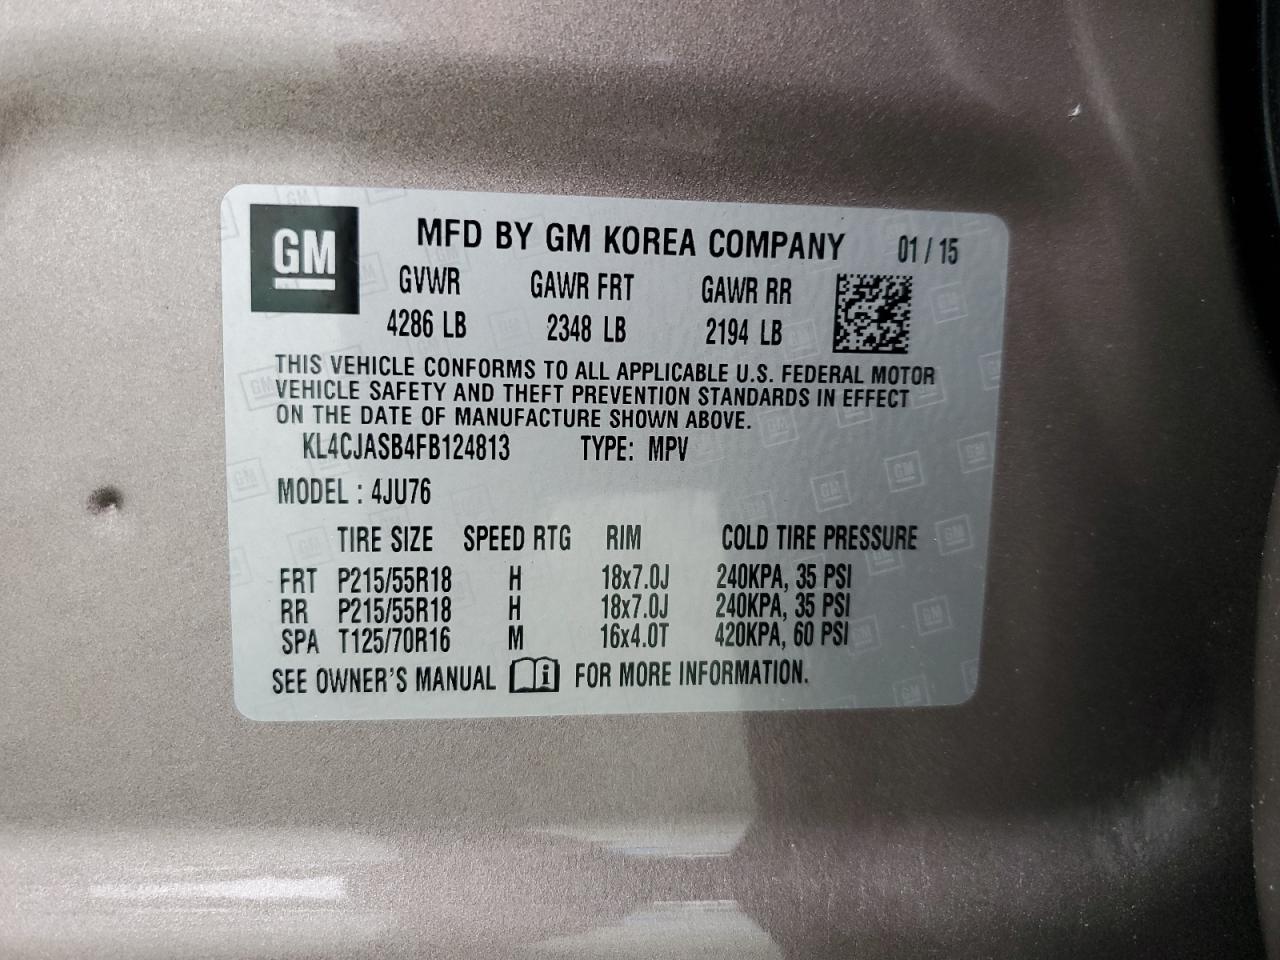 GM MFD BY GM KOREA COMPANY 01 / 15
GVWR GAWR FRT GAWR RR
4286 LB 2348 LB 2194 LB
THIS VEHICLE CONFORMS TO ALL APPLICABLE U.S. FEDERAL MOTOR
VEHICLE SAFETY AND THEFT PREVENTION STANDARDS IN EFFECT
ON THE DATE OF MANUFACTURE SHOWN ABOVE.
KL4CJASB4FB124813 TYPE: MPV
MODEL : 4JU76
TIRE SIZE SPEED RTG RIM COLD TIRE PRESSURE
FRT P215/55R18 H 18x7.0J 240KPA, 35 PSI
RR P215/55R18 H 18x7.0J 240KPA, 35 PSI
SPA T125/70R16 M 16x4.0T 420KPA, 60 PSI
SEE OWNER'S MANUAL i FOR MORE INFORMATION.